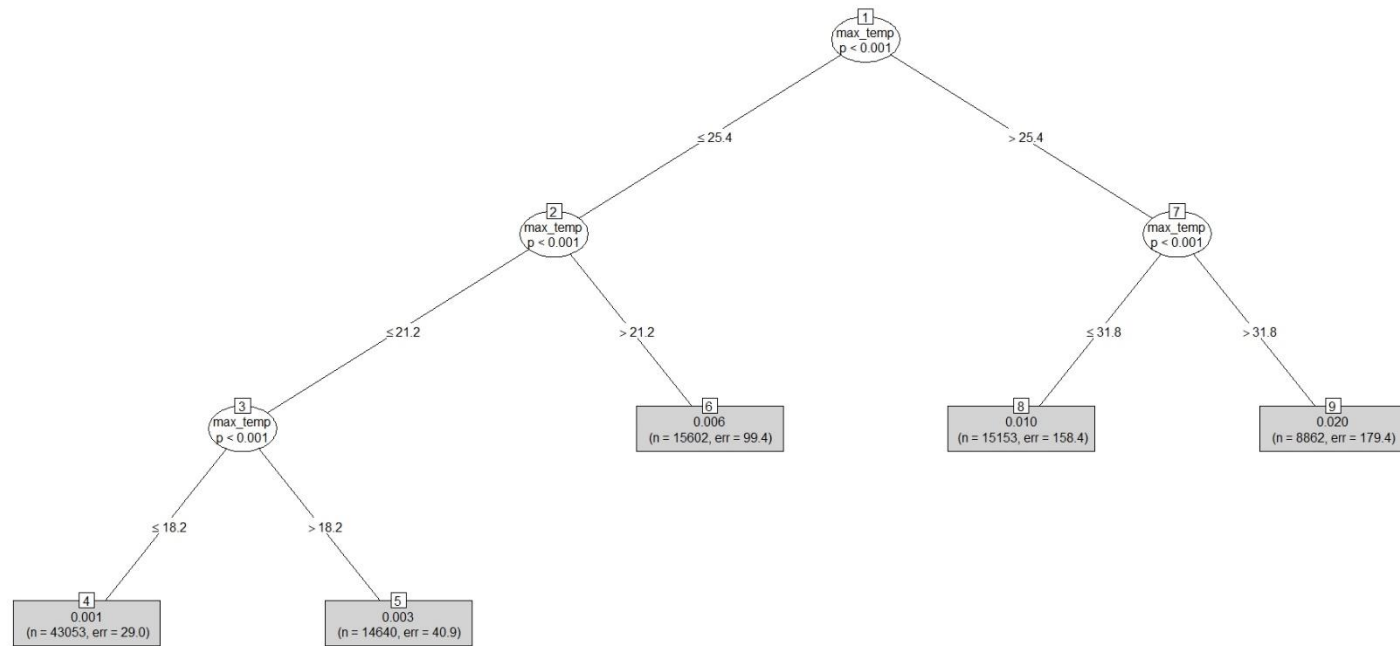 1
max_temp
p < 0.001
≤ 25.4
> 25.4
2
max_temp
p < 0.001
7
max_temp
p < 0.001
≤ 21.2
> 21.2
≤ 31.8
> 31.8
3
max_temp
p < 0.001
6
0.006
(n = 15602, err = 99.4)
8
0.010
(n = 15153, err = 158.4)
9
0.020
(n = 8862, err = 179.4)
≤ 18.2
> 18.2
4
0.001
(n = 43053, err = 29.0)
5
0.003
(n = 14640, err = 40.9)